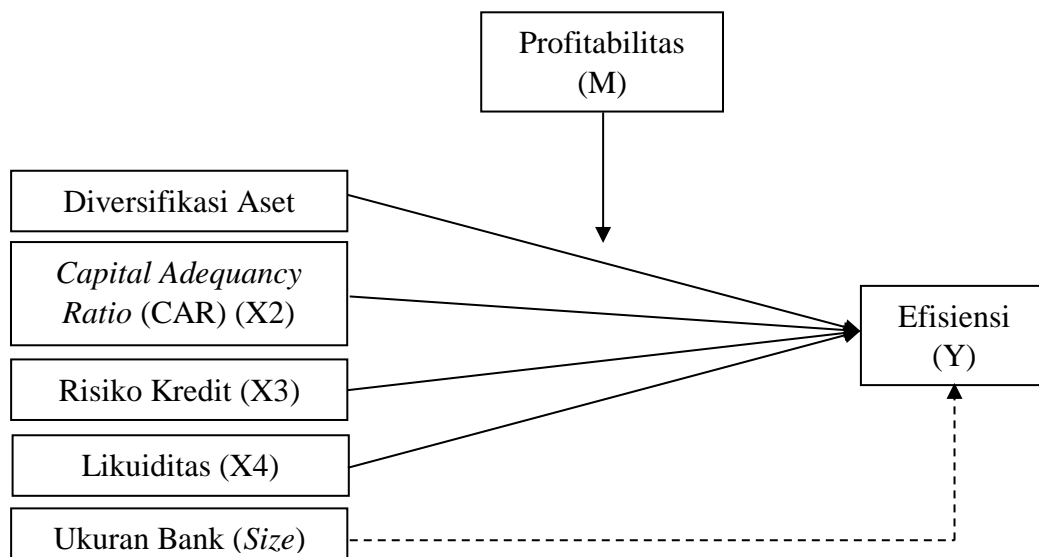 Profitabilitas
(M)
Diversifikasi Aset
Capital Adequancy
Ratio (CAR) (X2)
Risiko Kredit (X3)
Likuiditas (X4)
Ukuran Bank (Size)
Efisiensi
(Y)